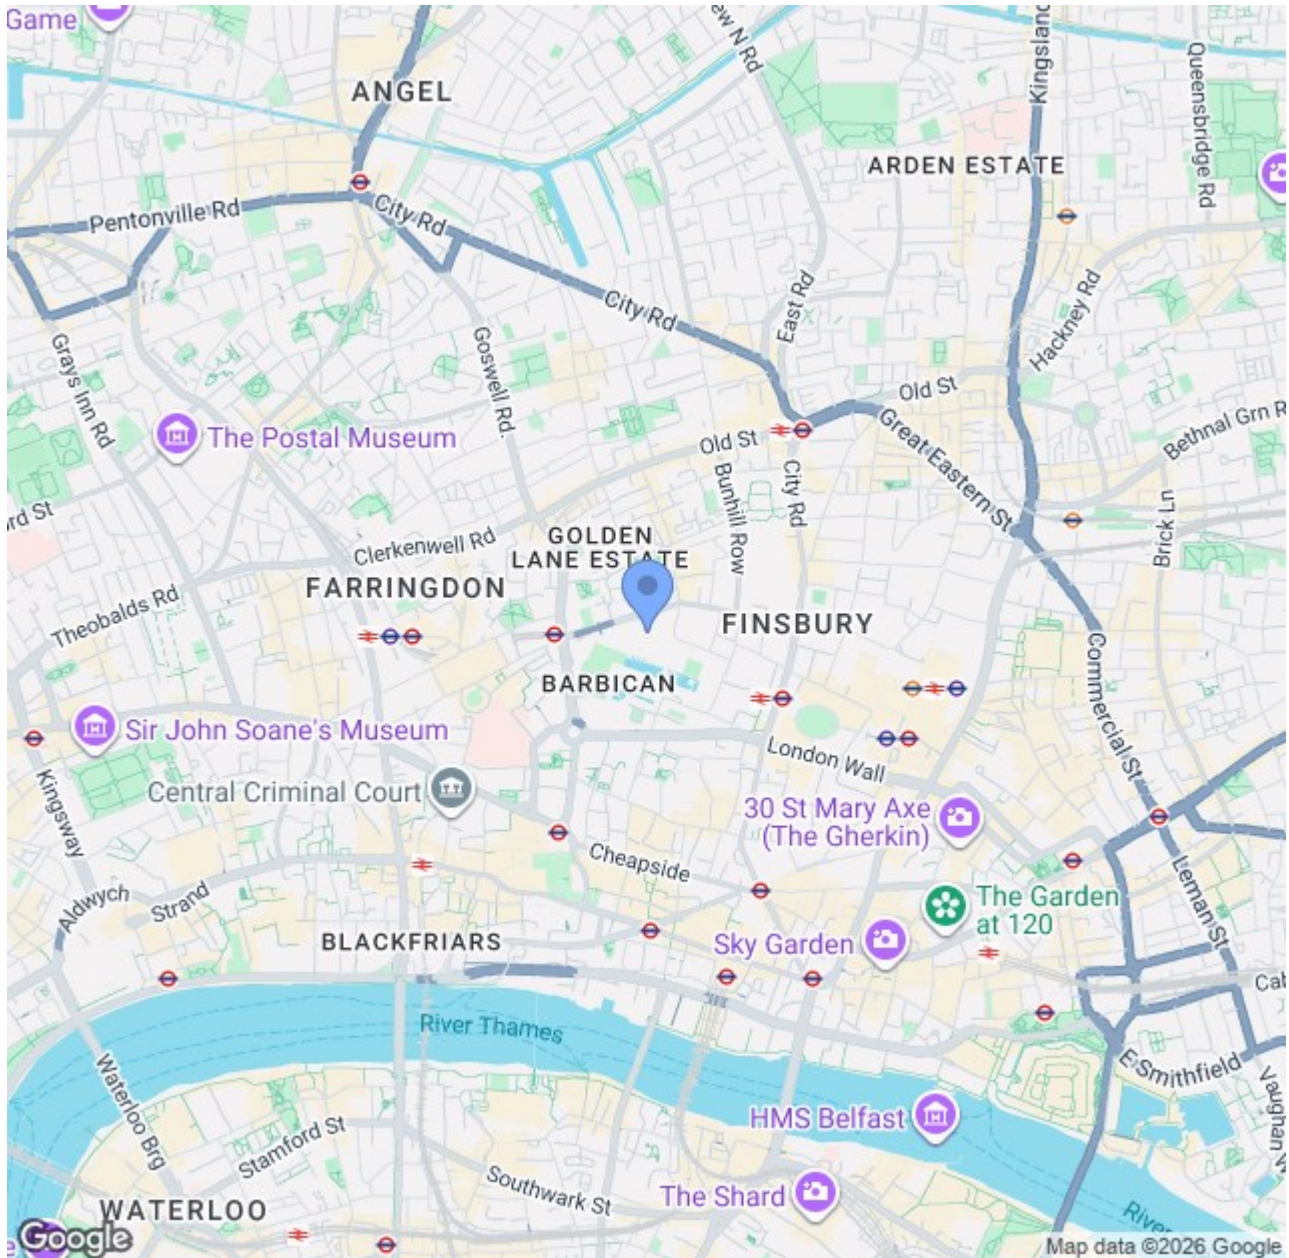 Game
ew N Rd
Kingsland
Queensbridge Rd
ANGEL
ARDEN ESTATE
Pentonville Rd
City Rd
City Rd
East Rd
Hackney Rd
Grays Inn Rd
Goswell Rd.
Old St
The Postal Museum
Old St
Great Eastern St
Bethnal Grn R
rd St
Bunhill Row
City Rd
Brick Ln
Clerkenwell Rd
GOLDEN
LANE ESTATE
FARRINGDON
Theobalds Rd
FINSBURY
Commercial St
BARBICAN
Sir John Soane's Museum
London Wall
Kingsway
Central Criminal Court
30 St Mary Axe
(The Gherkin)
Cheapside
Leman St
Aldwych
Strand
The Garden
at 120
BLACKFRIARS
Sky Garden
Cab
River Thames
E Smithfield
Waterloo Brg
Vaughan W
HMS Belfast
Stamford St
Southwark St
The Shard
WATERLOO
River
e
Google
Map data ©2026 Google